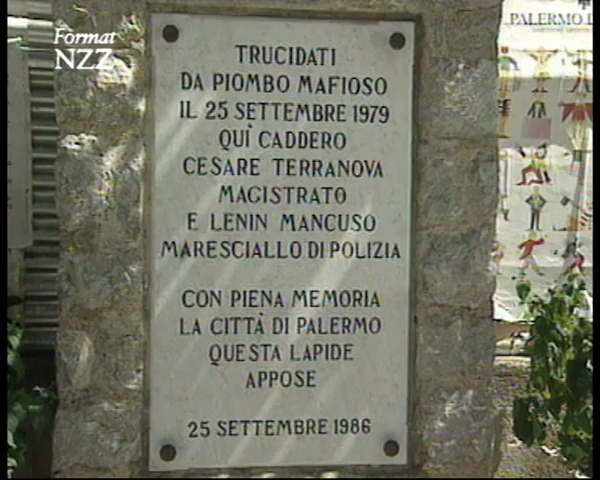 Format
NZZ
PALERMO
TRUCIDATI
DA PIOMBO MAFIOSO
IL 25 SETTEMBRE 1979
QUÌ CADDERO
CESARE TERRANOVA
MAGISTRATO
E LENIN MANCUSO
MARESCIALLO DI POLIZIA
CON PIENA MEMORIA
LA CITTÀ DI PALERMO
QUESTA LAPIDE
APPOSE
25 SETTEMBRE 1986